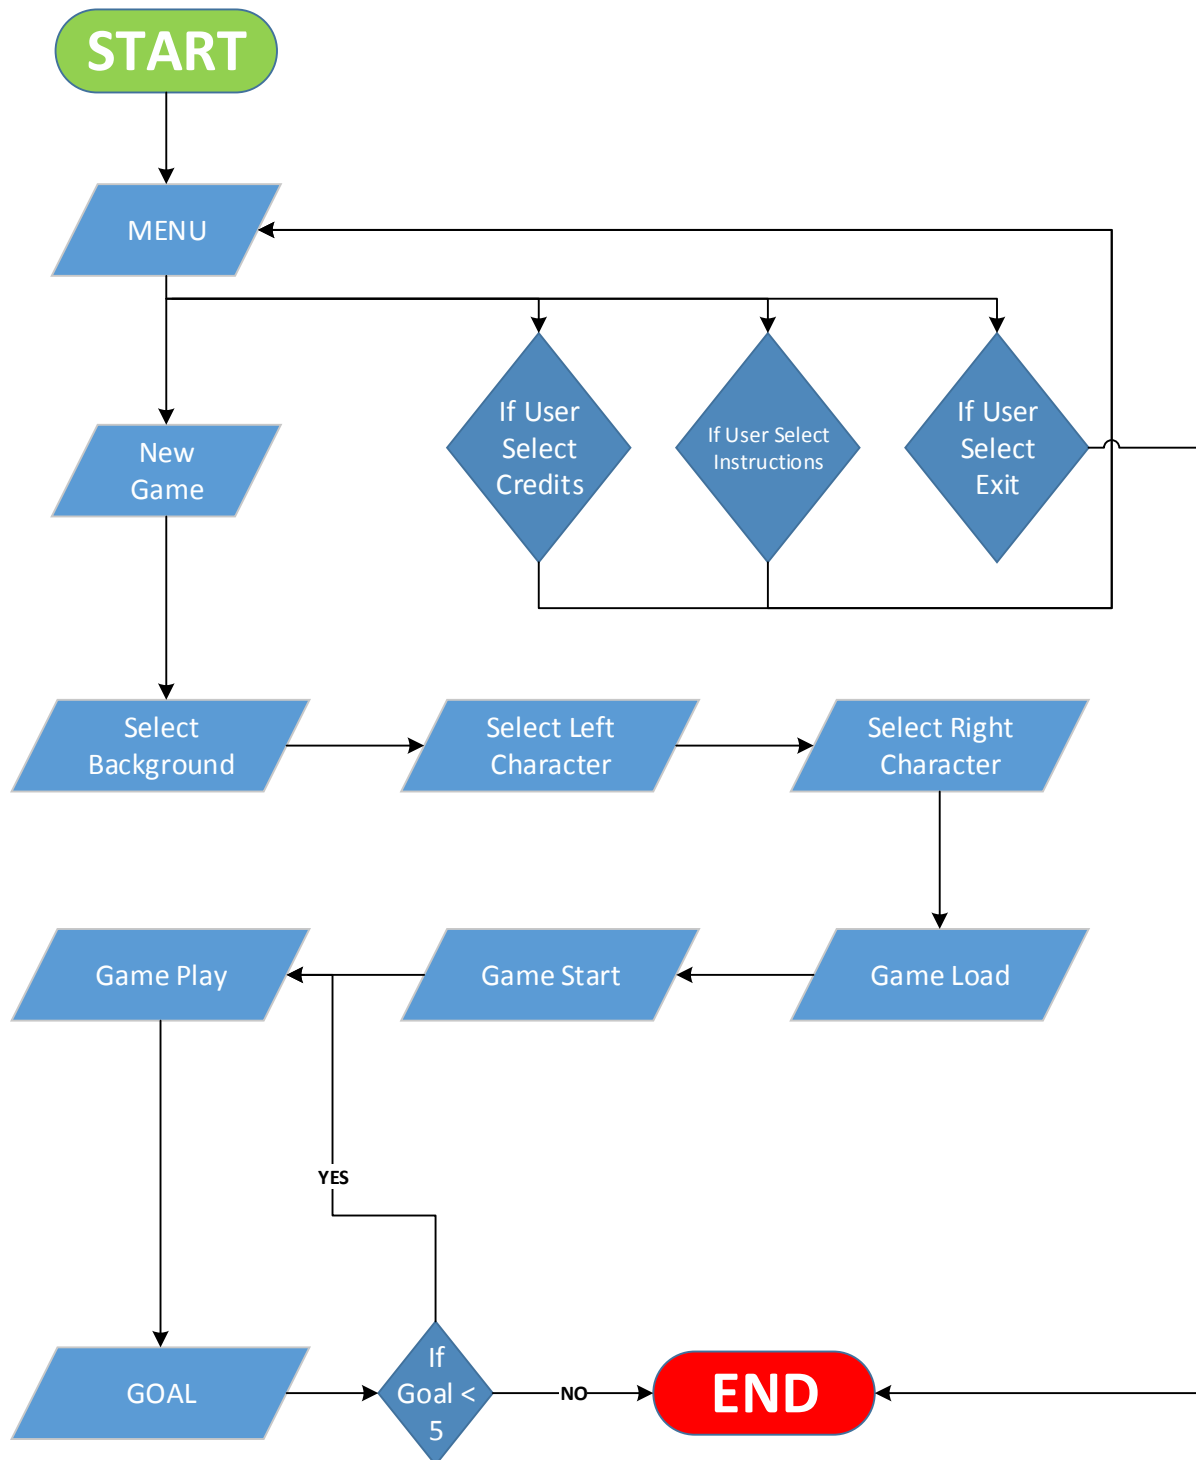 START
MENU
New
Game
If User
Select
Credits
If User Select
Instructions
If User
Select
Exit
Select
Background
Select Left
Character
Select Right
Character
Game Play
Game Start
Game Load
YES
GOAL
If
Goal <
5
NO
END